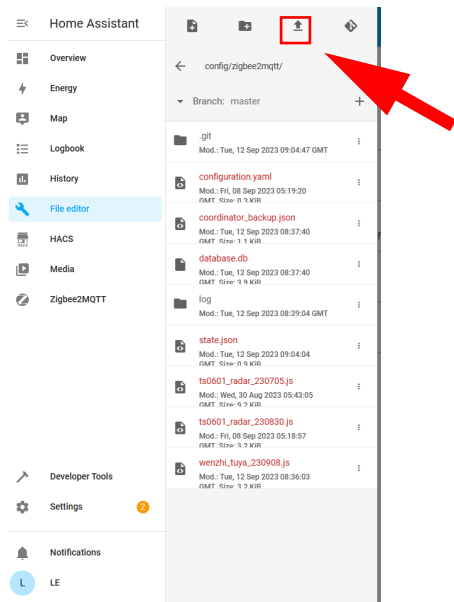 Home Assistant
Overview
Energy
Map
Logbook
History
File editor
HACS
HACS
Media
Zigbee2MQTT
Developer Tools
Settings
2
Notifications
L
LE
config/zigbee2mqtt/
Branch: master
.git
Mod.: Tue, 12 Sep 2023 09:04:47 GMT
configuration.yaml
Mod.: Fri, 08 Sep 2023 05:19:20
GMT Size: 0.3 KiB
coordinator_backup.json
Mod.: Tue, 12 Sep 2023 08:37:40
GMT Size: 1.1 KiB
database.db
Mod.: Tue, 12 Sep 2023 08:37:40
GMT Size: 3.9 KiB
log
Mod.: Tue, 12 Sep 2023 08:39:04 GMT
state.json
Mod.: Tue, 12 Sep 2023 09:04:04
GMT Size: 0.9 KiB
ts0601_radar_230705.js
Mod.: Wed, 30 Aug 2023 05:43:05
GMT Size: 9.2 KiB
ts0601_radar_230830.js
Mod.: Fri, 08 Sep 2023 05:18:57
GMT Size: 3.2 KiB
wenzhi_tuya_230908.js
Mod.: Tue, 12 Sep 2023 08:36:03
GMT Size: 3.2 KiB